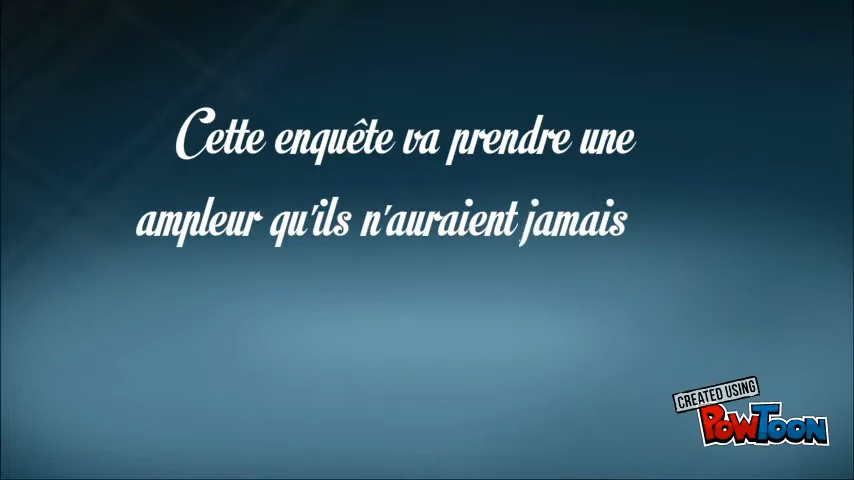 Cette enquête va prendre une
ampleur qu'ils n'auraient jamais
CREATED USING
POWTOON